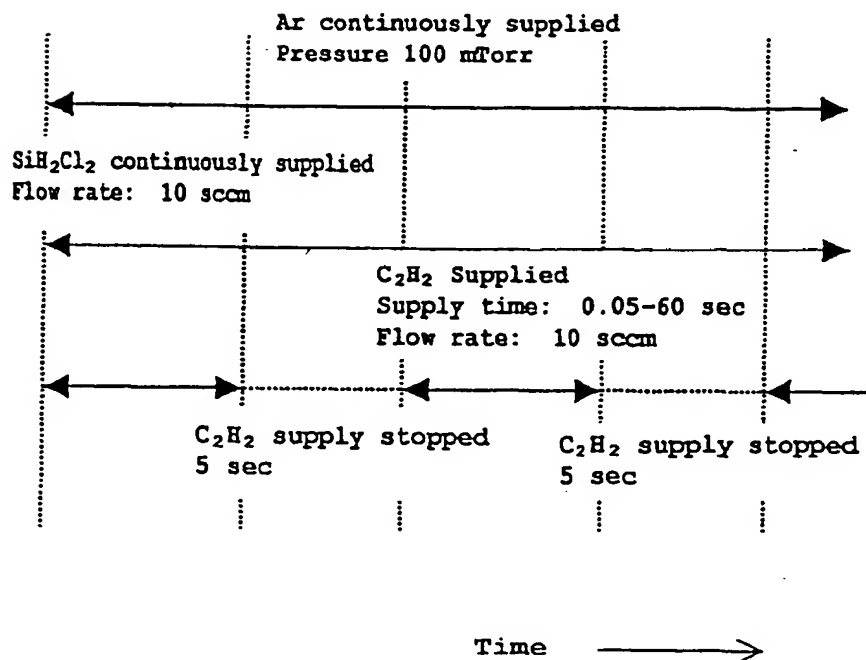 Ar continuously supplied
Pressure 100 mTorr
SiH₂Cl₂ continuously supplied
Flow rate: 10 sccm
C₂H₂ Supplied
Supply time: 0.05-60 sec
Flow rate: 10 sccm
C₂H₂ supply stopped
5 sec
C₂H₂ supply stopped
5 sec
Time